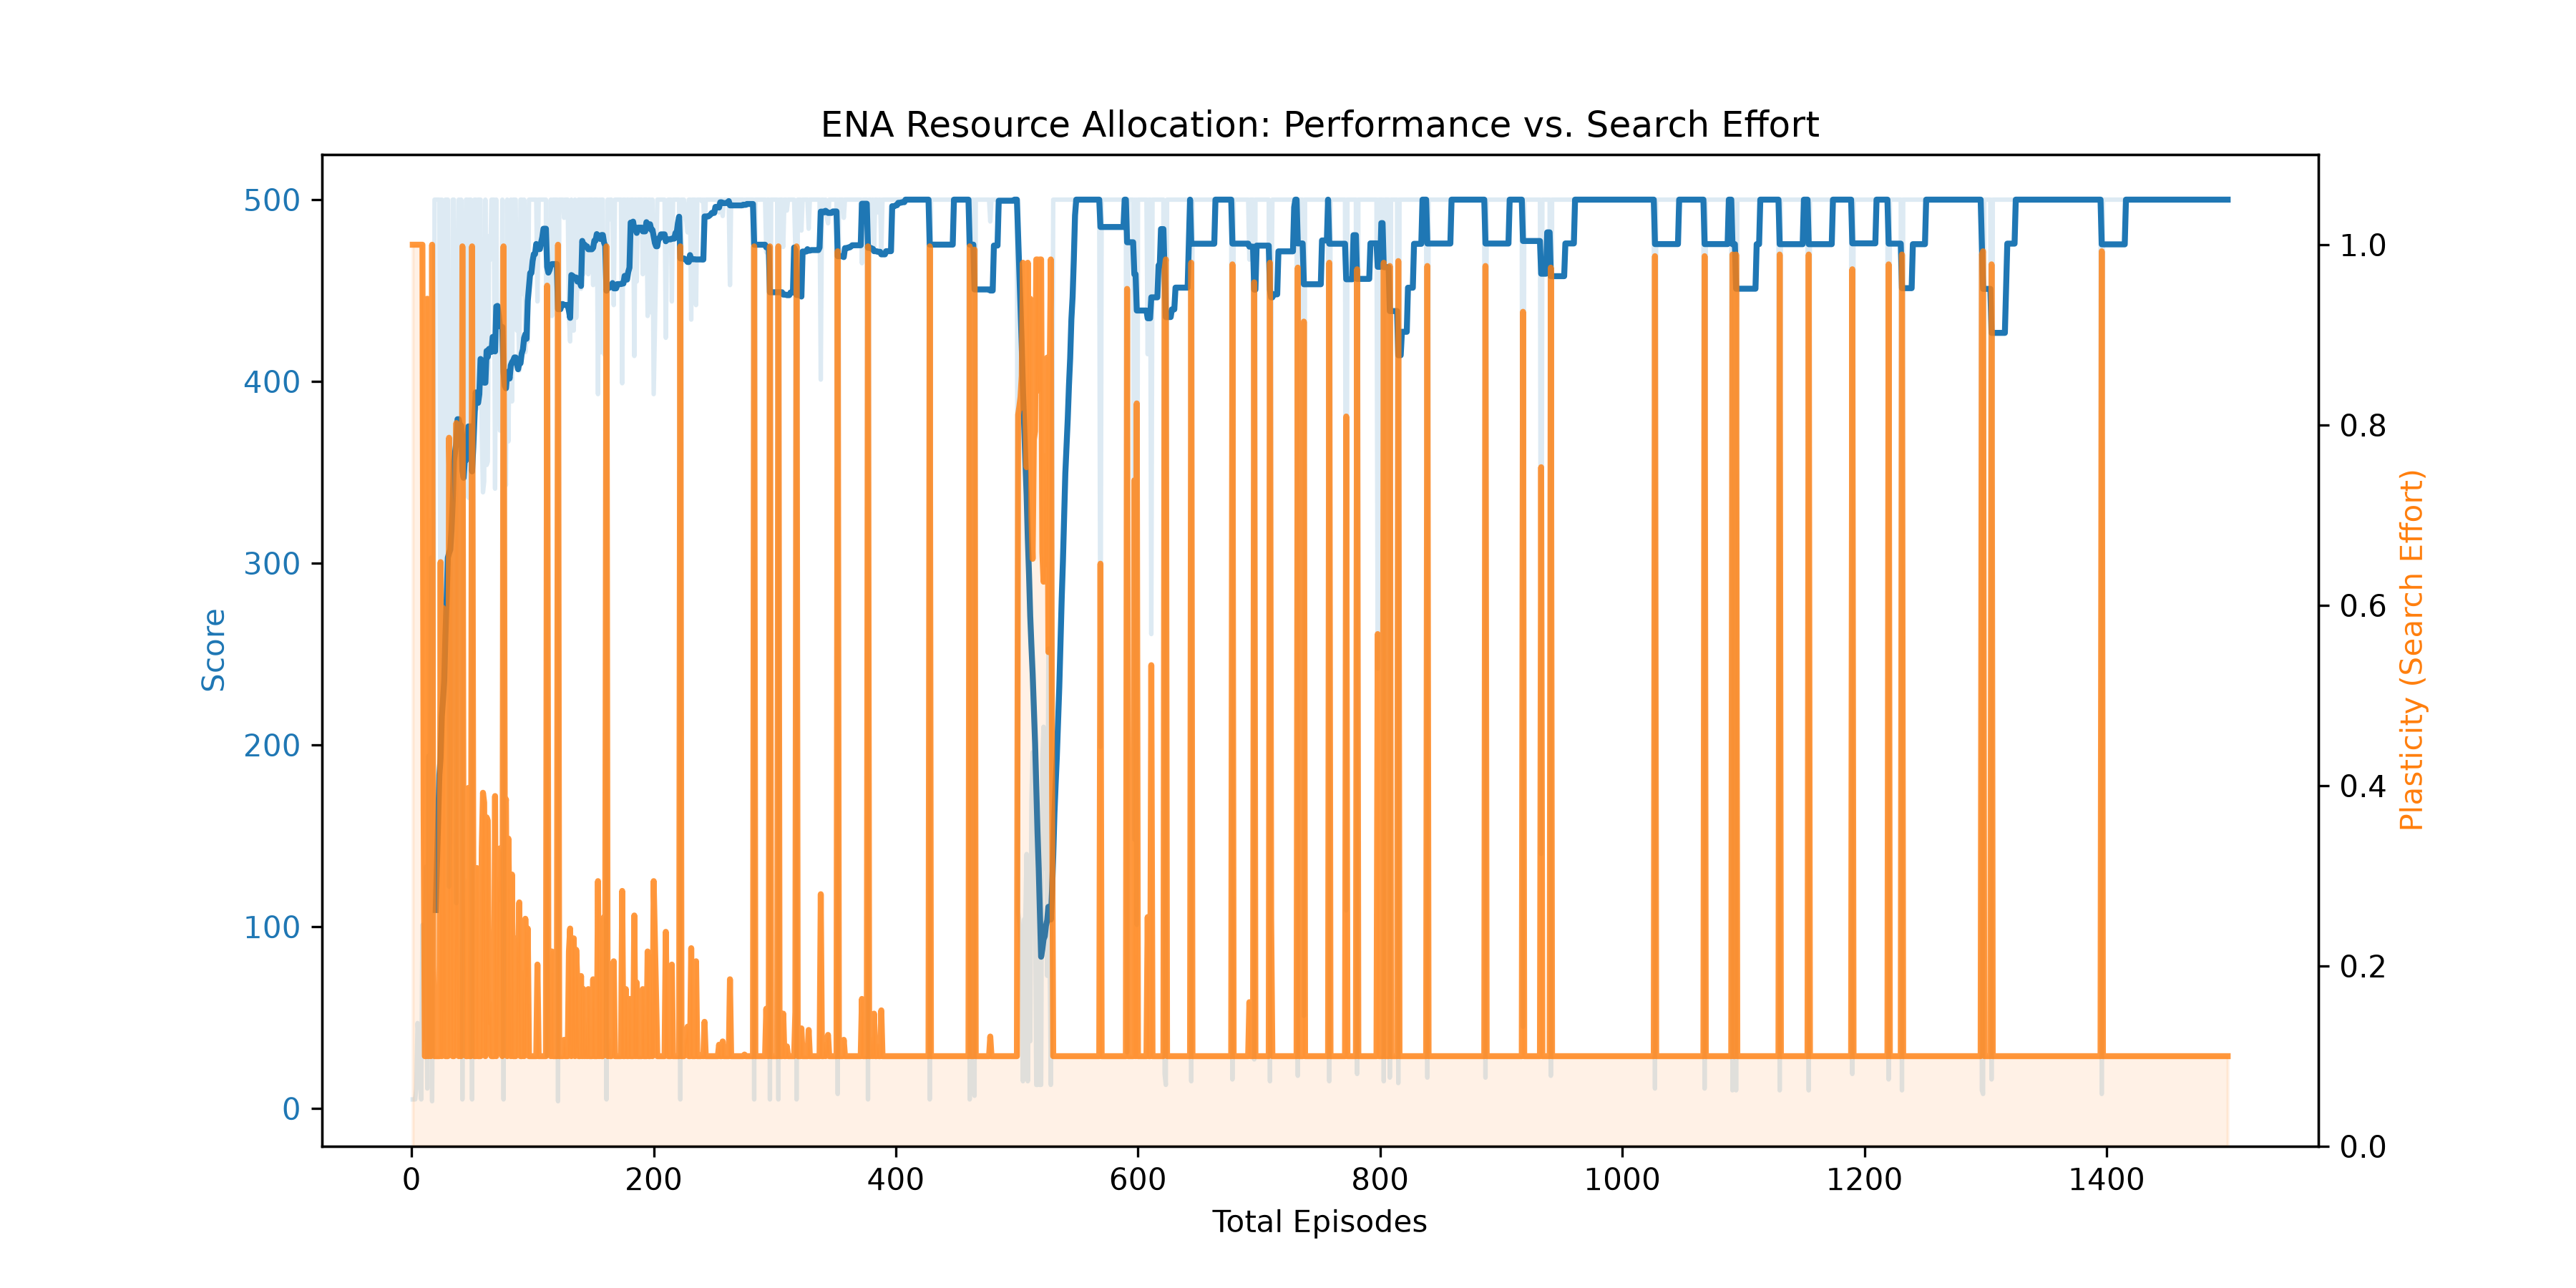 ENA Resource Allocation: Performance vs. Search Effort
500
400
300
200
100
0
Score
1.0
0.8
0.6
0.4
0.2
0.0
Plasticity (Search Effort)
0 200 400 600 800 1000 1200 1400
Total Episodes